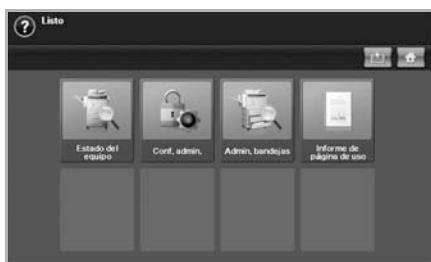 ? Listo
Estado del
equipo
Conf. admin.
Admin. bandejas
Informe de
página de uso